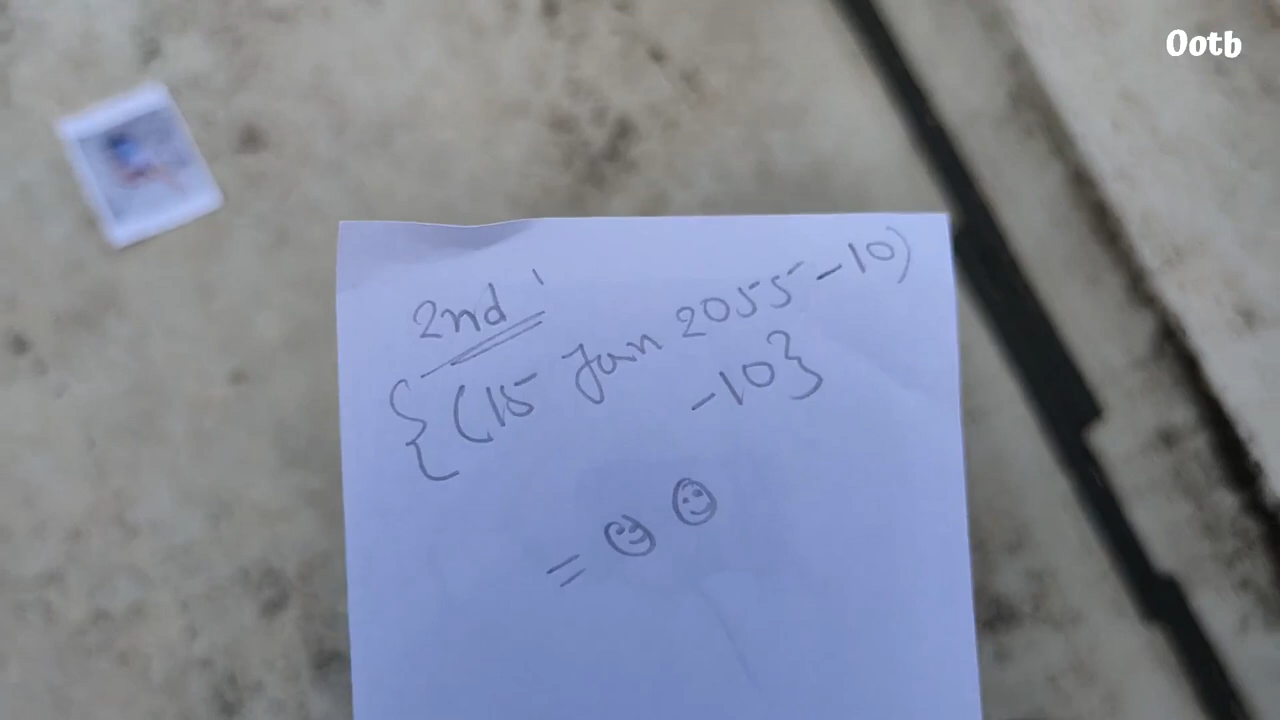 Ootb
2nd '
{(15 Jan 2055-10)
-10}
= ☺ ☺